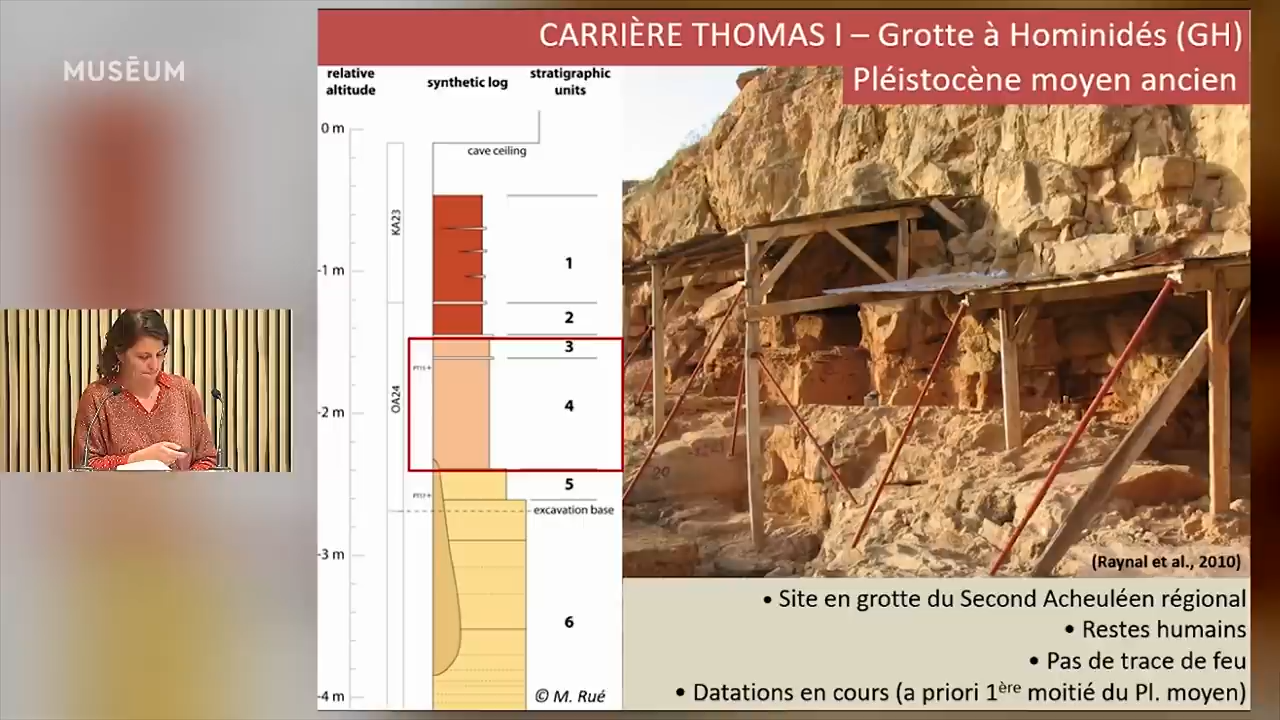 MUSĒUM
CARRIÈRE THOMAS I – Grotte à Hominidés (GH)
Pléistocène moyen ancien
relative altitude
synthetic log
stratigraphic units
0 m
cave ceiling
KA23
-1 m
1
2
3
OA24
-2 m
4
5
excavation base
-3 m
6
-4 m
© M. Rué
(Raynal et al., 2010)
• Site en grotte du Second Acheuléen régional
• Restes humains
• Pas de trace de feu
• Datations en cours (a priori 1ère moitié du Pl. moyen)